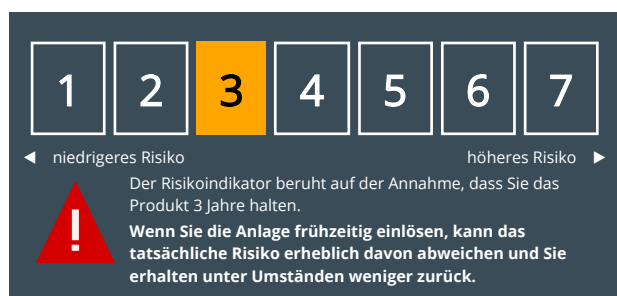 1 2 3 4 5 6 7
◄ niedrigeres Risiko höheres Risiko ►
Der Risikoindikator beruht auf der Annahme, dass Sie das
Produkt 3 Jahre halten.
!
Wenn Sie die Anlage frühzeitig einlösen, kann das
tatsächliche Risiko erheblich davon abweichen und Sie
erhalten unter Umständen weniger zurück.